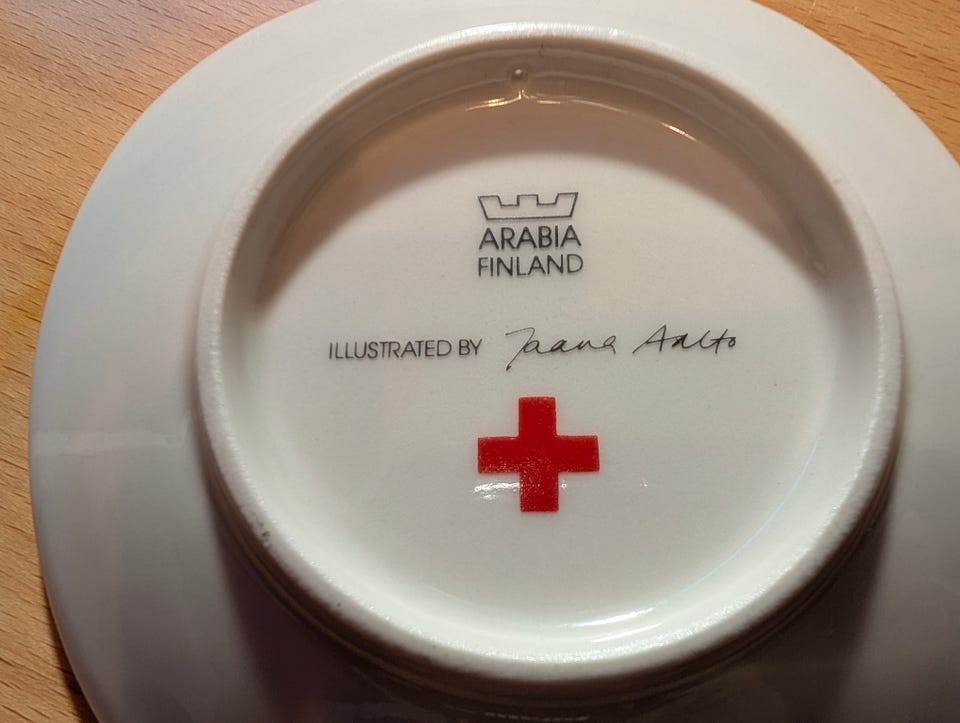 ARABIA
FINLAND
ILLUSTRATED BY Jaana Aalto